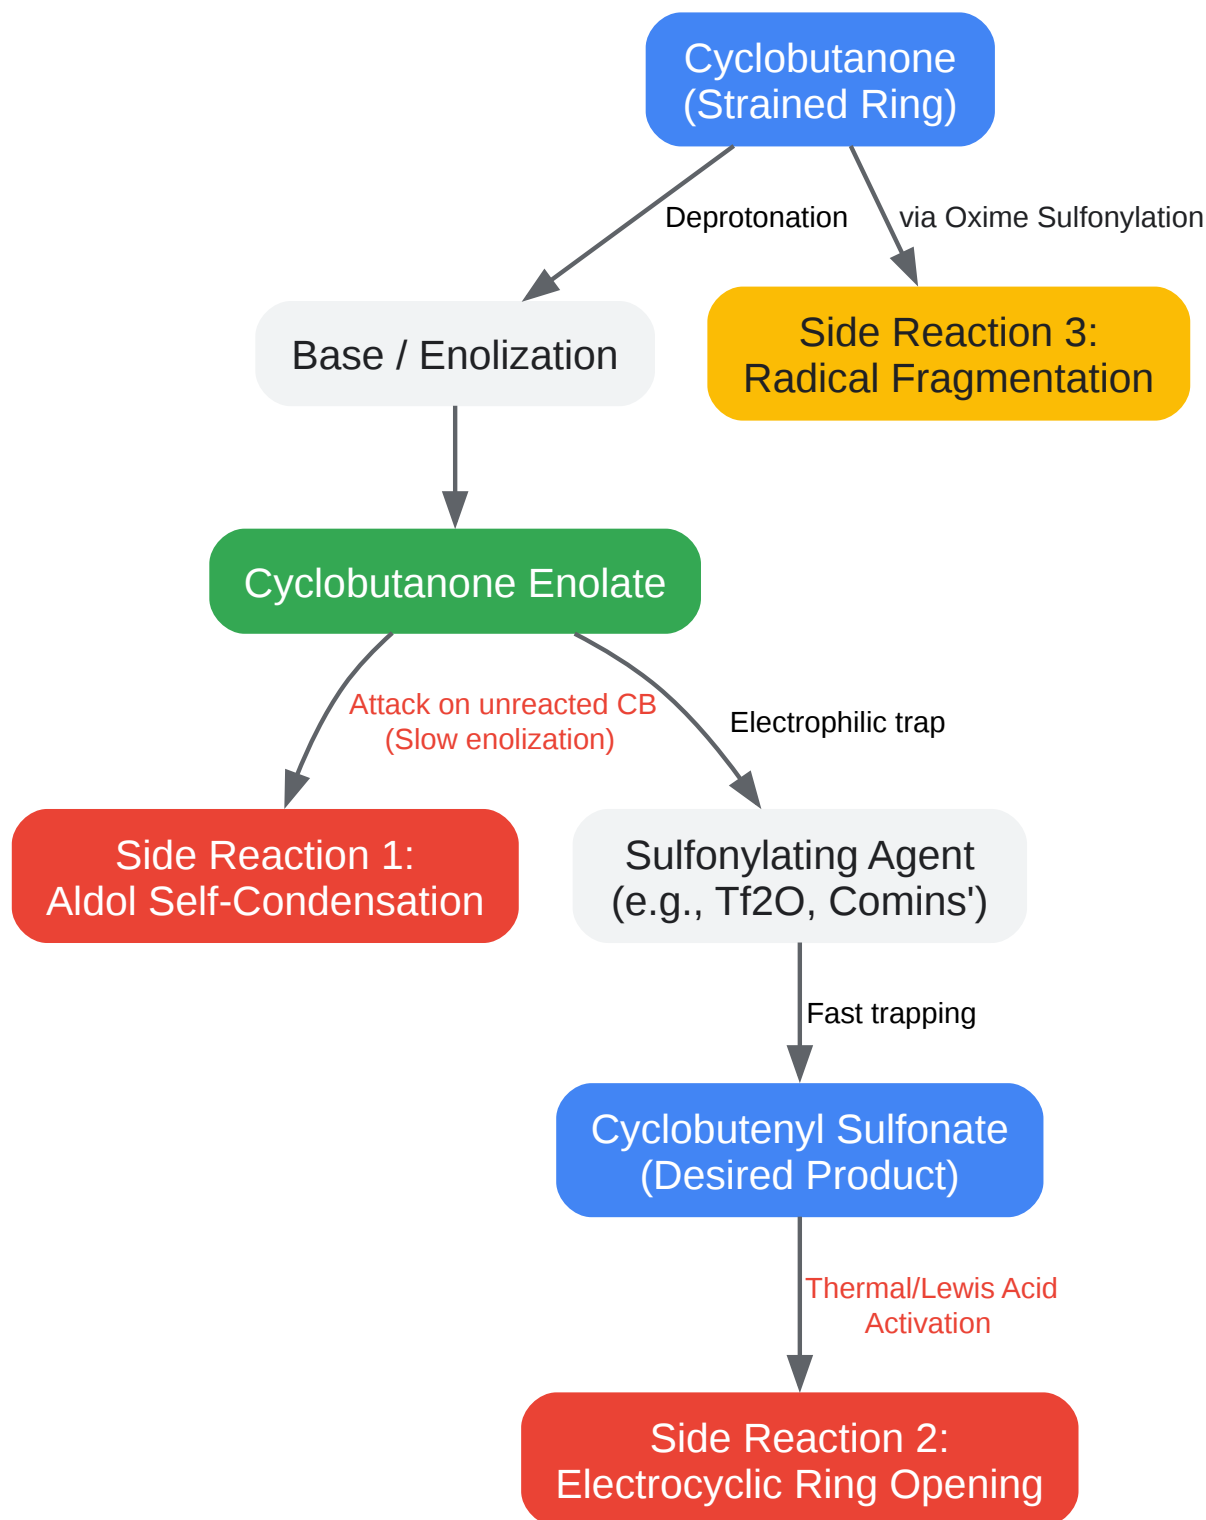 Cyclobutanone
(Strained Ring)
Deprotonation
via Oxime Sulfonylation
Base / Enolization
Side Reaction 3:
Radical Fragmentation
Cyclobutanone Enolate
Attack on unreacted CB
(Slow enolization)
Electrophilic trap
Side Reaction 1:
Aldol Self-Condensation
Sulfonylating Agent
(e.g., Tf2O, Comins')
Fast trapping
Cyclobutenyl Sulfonate
(Desired Product)
Thermal/Lewis Acid
Activation
Side Reaction 2:
Electrocyclic Ring Opening